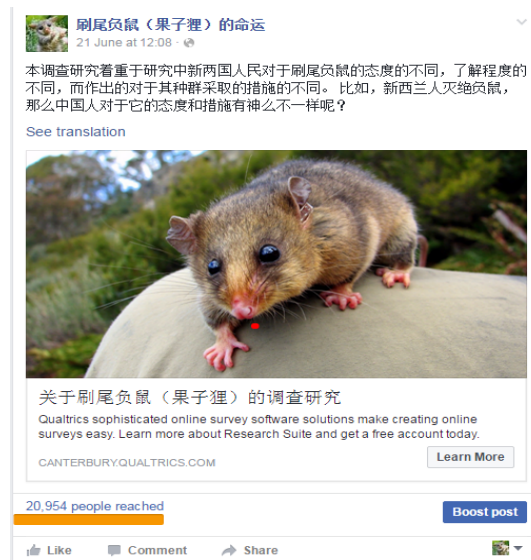 刷尾负鼠（果子狸）的命运
21 June at 12:08 ·
本调查研究着重于研究中新两国人民对于刷尾负鼠的态度的不同，了解程度的
不同，而作出的对于其种群采取的措施的不同。 比如，新西兰人灭绝负鼠，
那么中国人对于它的态度和措施有神么不一样呢？
See translation
关于刷尾负鼠（果子狸）的调查研究
Qualtrics sophisticated online survey software solutions make creating online
surveys easy. Learn more about Research Suite and get a free account today.
CANTERBURY.QUALTRICS.COM
Learn More
20,954 people reached
Boost post
Like Comment Share